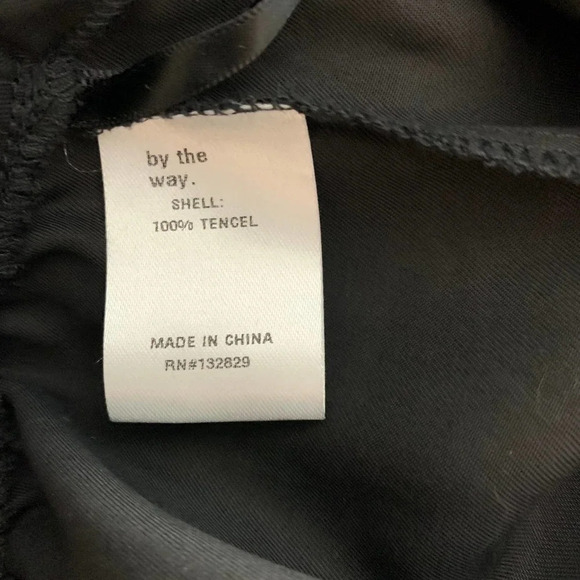 by the
way.
SHELL:
100% TENCEL
MADE IN CHINA
RN#132829